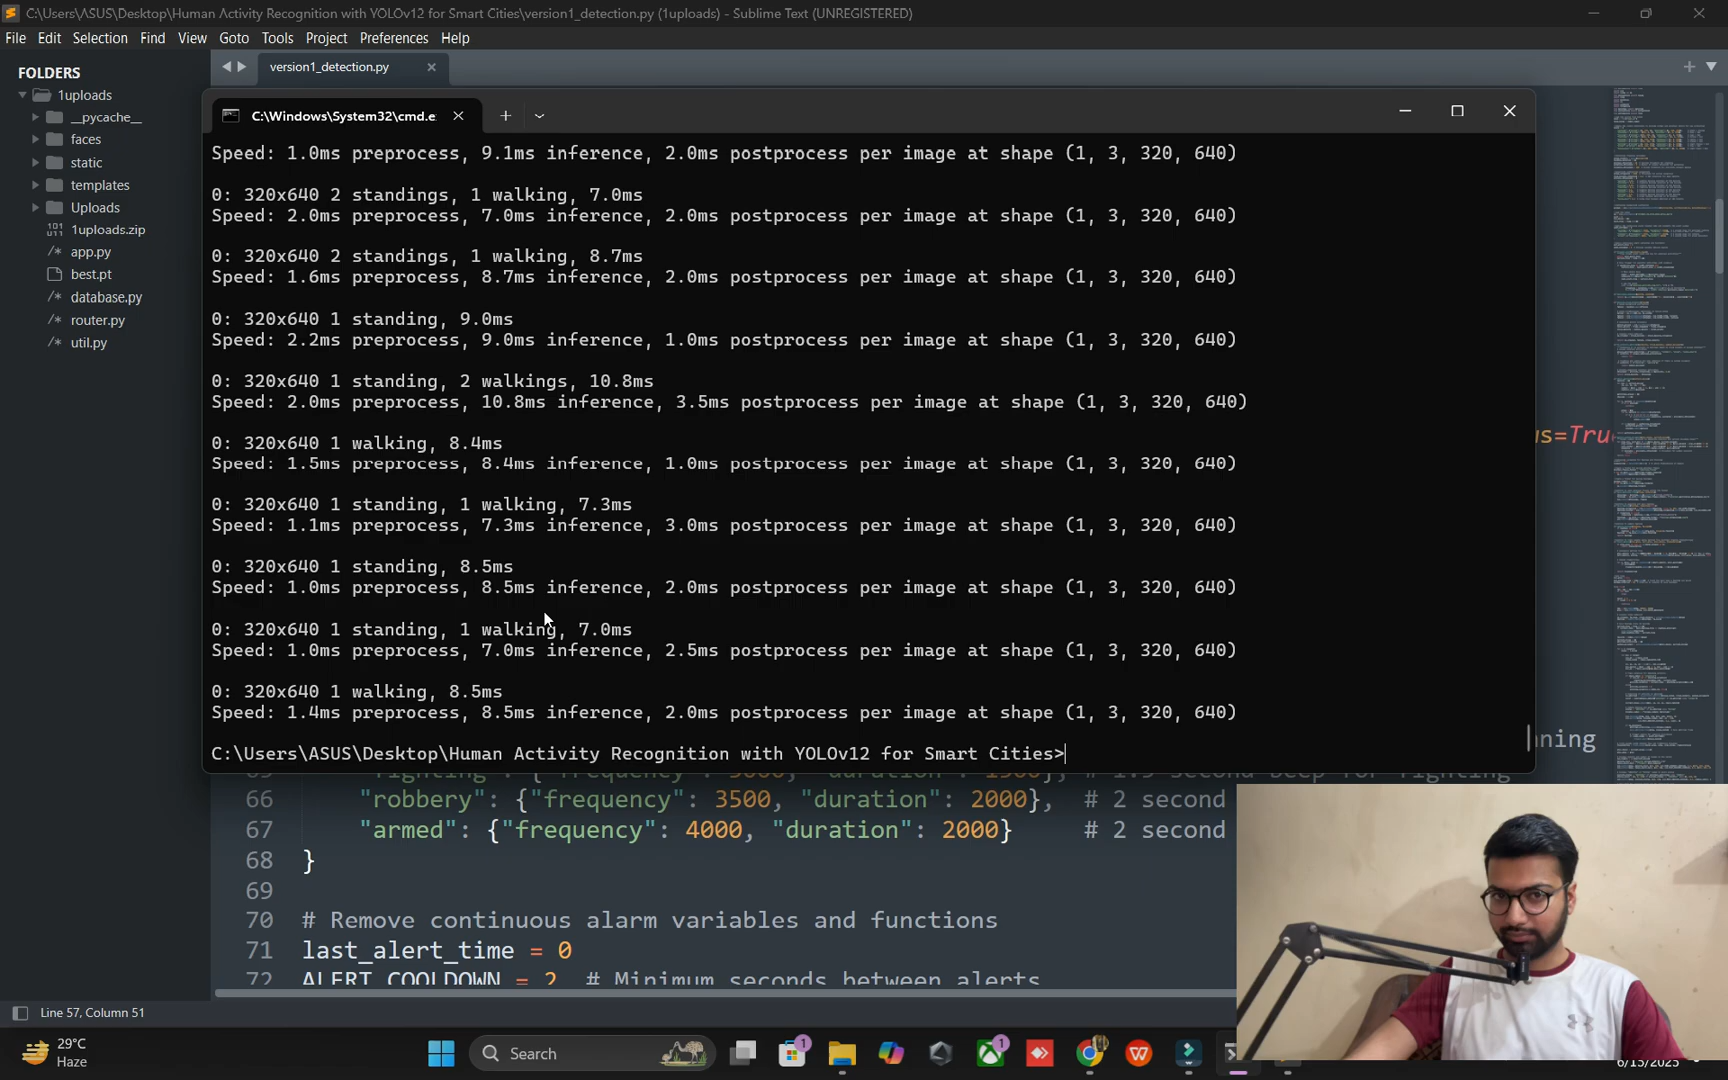 C:\Users\ASUS\Desktop\Human Activity Recognition with YOLOv12 for Smart Cities\version1_detection.py (1uploads) - Sublime Text (UNREGISTERED)
File Edit Selection Find View Goto Tools Project Preferences Help
FOLDERS
version1_detection.py
1uploads
__pycache__
faces
static
templates
Uploads
1uploads.zip
app.py
best.pt
database.py
router.py
util.py
C:\Windows\System32\cmd.e
Speed: 1.0ms preprocess, 9.1ms inference, 2.0ms postprocess per image at shape (1, 3, 320, 640)
0: 320x640 2 standings, 1 walking, 7.0ms
Speed: 2.0ms preprocess, 7.0ms inference, 2.0ms postprocess per image at shape (1, 3, 320, 640)
0: 320x640 2 standings, 1 walking, 8.7ms
Speed: 1.6ms preprocess, 8.7ms inference, 2.0ms postprocess per image at shape (1, 3, 320, 640)
0: 320x640 1 standing, 9.0ms
Speed: 2.2ms preprocess, 9.0ms inference, 1.0ms postprocess per image at shape (1, 3, 320, 640)
0: 320x640 1 standing, 2 walkings, 10.8ms
Speed: 2.0ms preprocess, 10.8ms inference, 3.5ms postprocess per image at shape (1, 3, 320, 640)
0: 320x640 1 walking, 8.4ms
Speed: 1.5ms preprocess, 8.4ms inference, 1.0ms postprocess per image at shape (1, 3, 320, 640)
0: 320x640 1 standing, 1 walking, 7.3ms
Speed: 1.1ms preprocess, 7.3ms inference, 3.0ms postprocess per image at shape (1, 3, 320, 640)
0: 320x640 1 standing, 8.5ms
Speed: 1.0ms preprocess, 8.5ms inference, 2.0ms postprocess per image at shape (1, 3, 320, 640)
0: 320x640 1 standing, 1 walking, 7.0ms
Speed: 1.0ms preprocess, 7.0ms inference, 2.5ms postprocess per image at shape (1, 3, 320, 640)
0: 320x640 1 walking, 8.5ms
Speed: 1.4ms preprocess, 8.5ms inference, 2.0ms postprocess per image at shape (1, 3, 320, 640)
C:\Users\ASUS\Desktop\Human Activity Recognition with YOLOv12 for Smart Cities>
66 "robbery": {"frequency": 3500, "duration": 2000}, # 2 second
67 "armed": {"frequency": 4000, "duration": 2000} # 2 second
68 }
69
70 # Remove continuous alarm variables and functions
71 last_alert_time = 0
72 ALERT_COOLDOWN = 2 # Minimum seconds between alerts
Line 57, Column 51
29°C
Haze
Search
6/13/2025